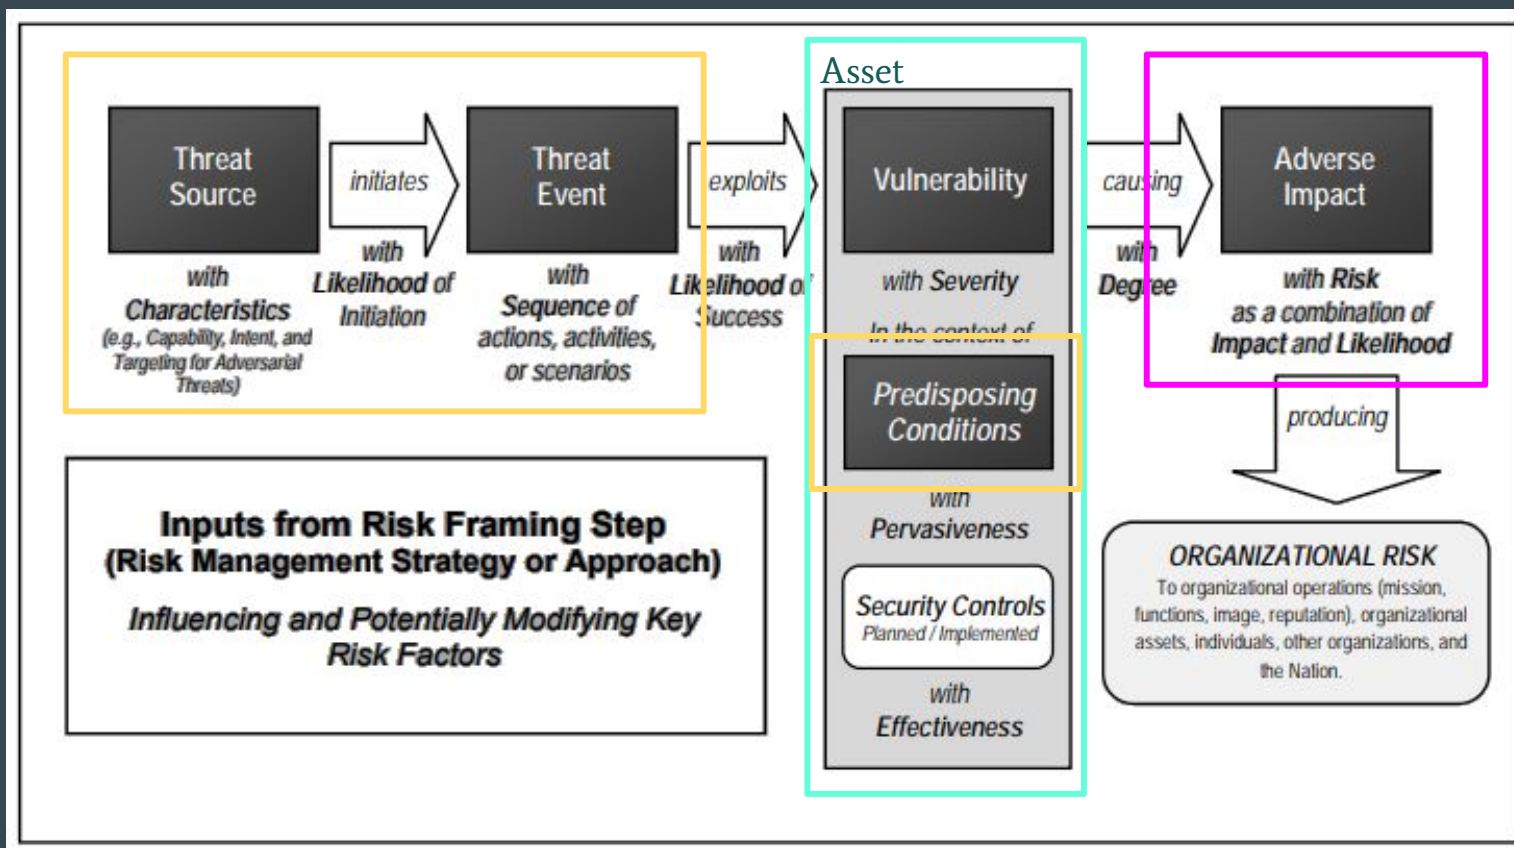 Asset
Threat
Source
initiates
Threat
Event
exploits
Vulnerability
causing
Adverse
Impact
with
Characteristics
(e.g., Capability, Intent, and
Targeting for Adversarial
Threats)
with
Likelihood of
Initiation
with
Sequence of
actions, activities,
or scenarios
with
Likelihood of
Success
with Severity
In the context of
Predisposing
Conditions
with
Pervasiveness
Security Controls
Planned / Implemented
with
Effectiveness
with
Degree
with Risk
as a combination of
Impact and Likelihood
producing
ORGANIZATIONAL RISK
To organizational operations (mission,
functions, image, reputation), organizational
assets, individuals, other organizations, and
the Nation.
Inputs from Risk Framing Step
(Risk Management Strategy or Approach)
Influencing and Potentially Modifying Key
Risk Factors